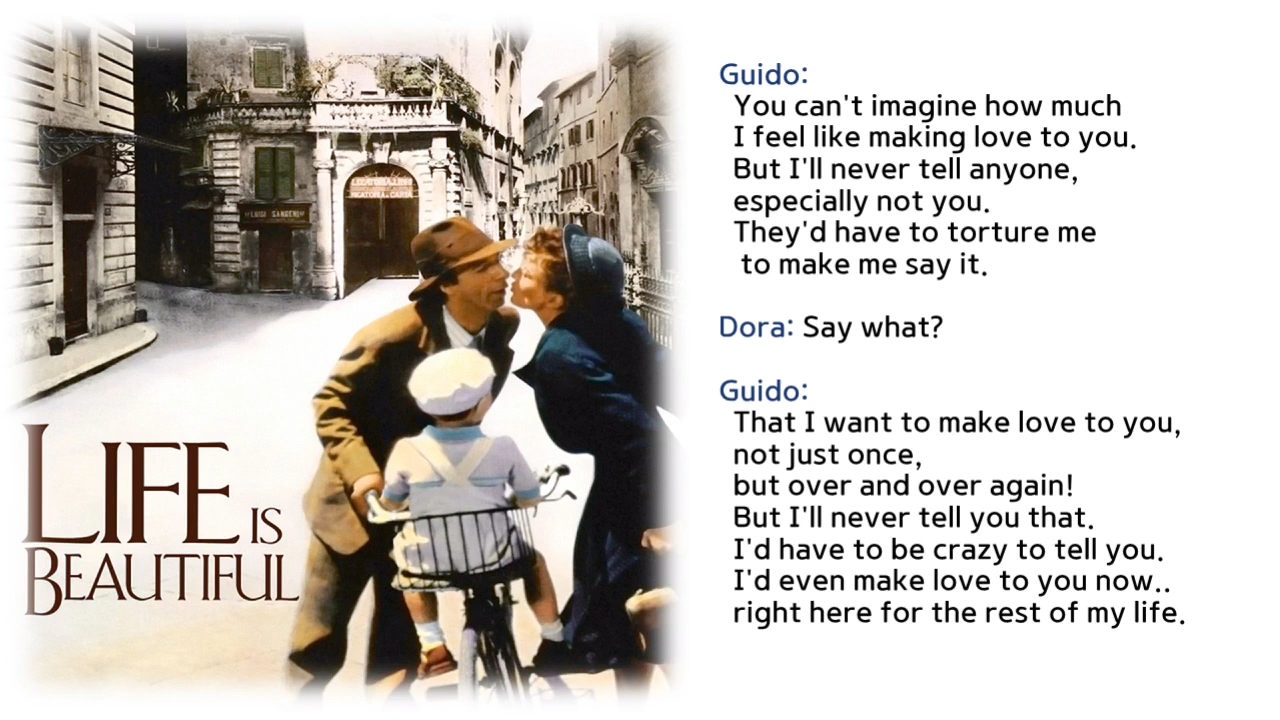 LIFE IS
BEAUTIFUL
LUIGI SANGENI
Guido:
You can't imagine how much
I feel like making love to you.
But I'll never tell anyone,
especially not you.
They'd have to torture me
to make me say it.
Dora: Say what?
Guido:
That I want to make love to you,
not just once,
but over and over again!
But I'll never tell you that.
I'd have to be crazy to tell you.
I'd even make love to you now..
right here for the rest of my life.